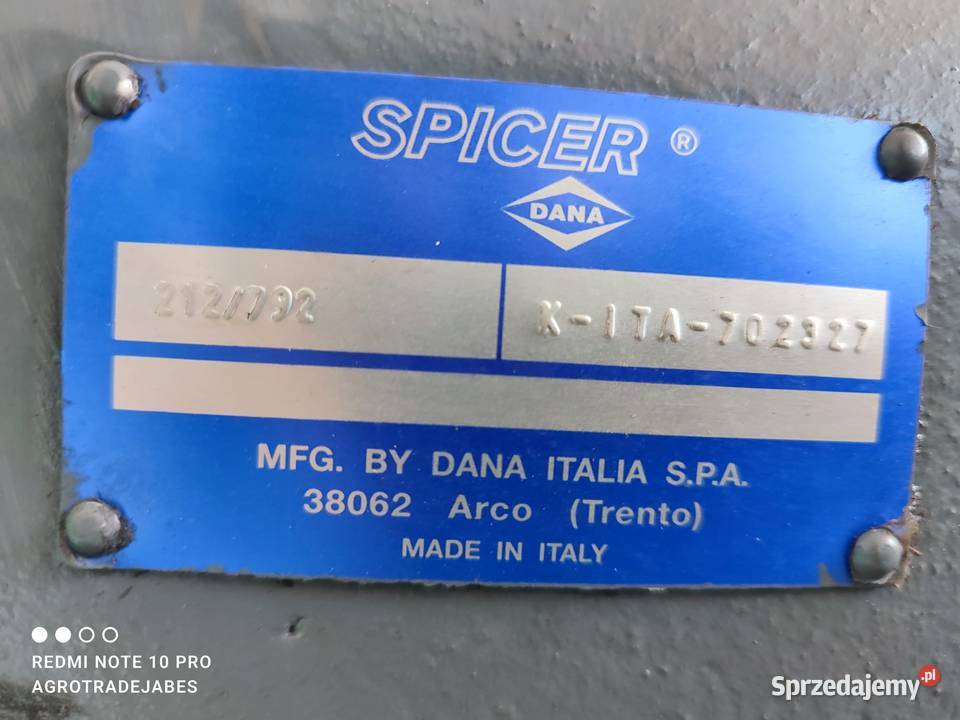 SPICER ®
DANA
212/792 K-ITA-702327
MFG. BY DANA ITALIA S.P.A.
38062 Arco (Trento)
MADE IN ITALY
REDMI NOTE 10 PRO
AGROTRADEJABES
Sprzedajemy.pl